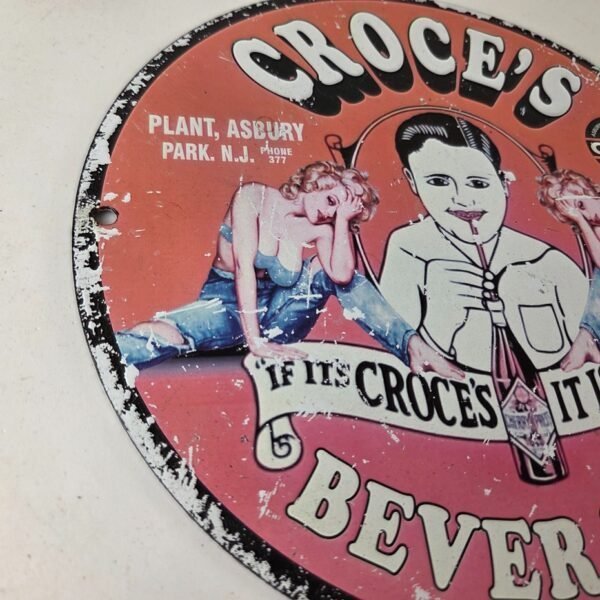 CROCE'S
PLANT, ASBURY
PARK. N.J. PHONE
377
"IF ITS CROCE'S IT I
BEVER